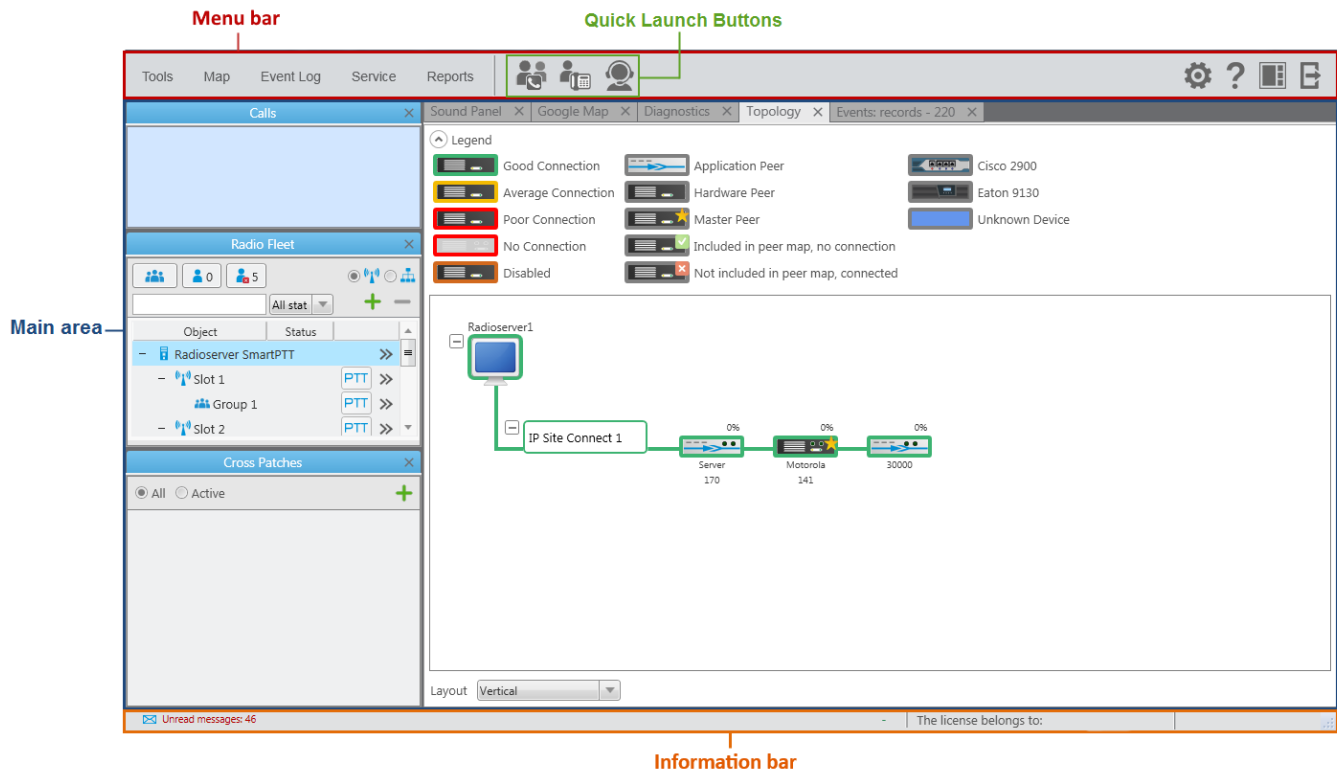 Menu bar
Quick Launch Buttons
Tools Map Event Log Service Reports
Calls
Sound Panel Google Map Diagnostics Topology Events: records - 220
Legend
Good Connection Application Peer Cisco 2900
Average Connection Hardware Peer Eaton 9130
Poor Connection Master Peer Unknown Device
No Connection Included in peer map, no connection
Disabled Not included in peer map, connected
Radio Fleet
0 5
All stat
Main area
Object Status
Radioserver SmartPTT
Slot 1 PTT
Group 1 PTT
Slot 2 PTT
Cross Patches
All Active
Radioserver1
IP Site Connect 1
0% 0% 0%
Server Motorola 30000
170 141
Layout Vertical
Unread messages: 46 - The license belongs to:
Information bar